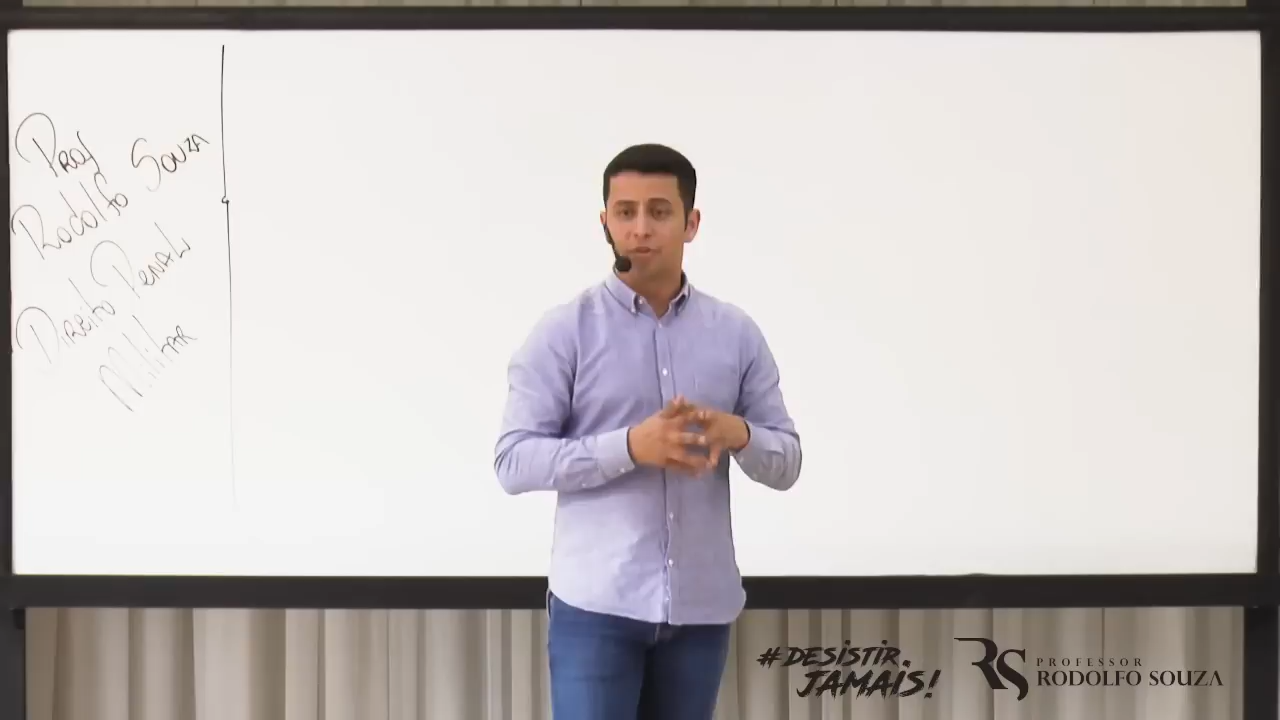 Prof
Rodolfo Souza
Direito Penal
Militar
#DESISTIR
JAMAIS!
RS
PROFESSOR
RODOLFO SOUZA